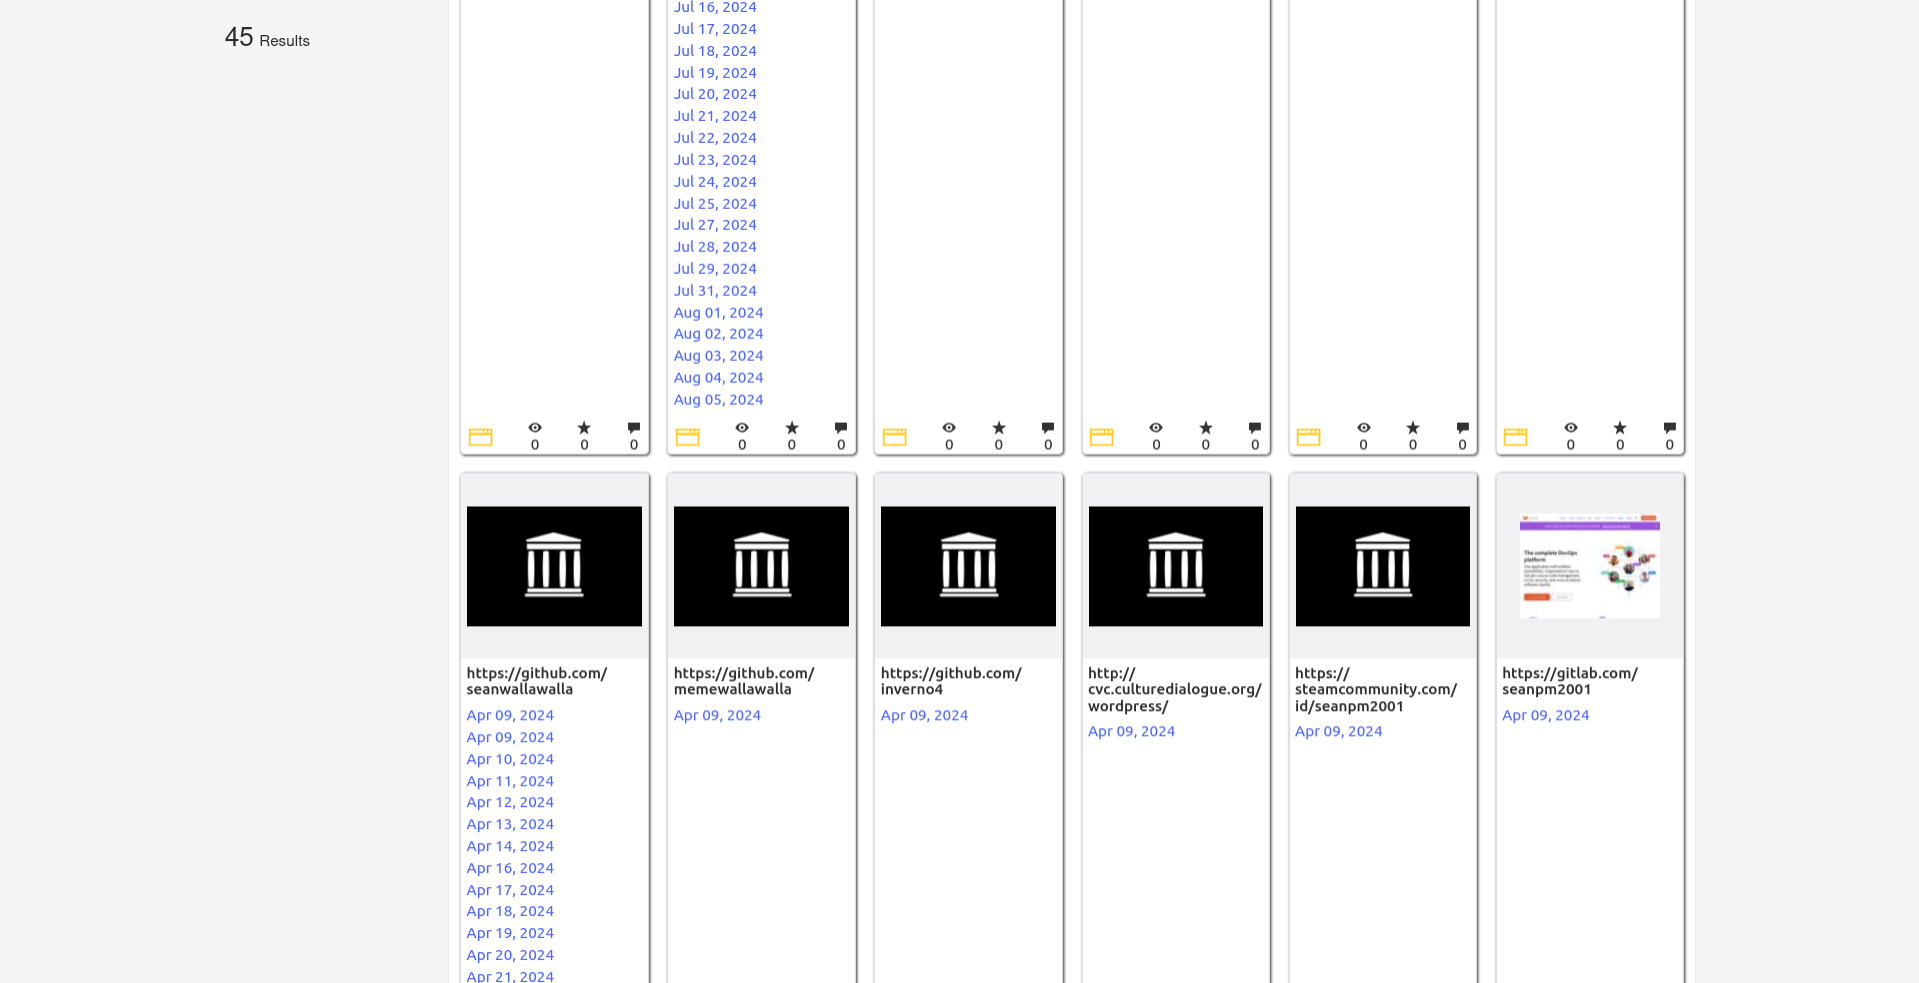 45 Results
Jul 16, 2024
Jul 17, 2024
Jul 18, 2024
Jul 19, 2024
Jul 20, 2024
Jul 21, 2024
Jul 22, 2024
Jul 23, 2024
Jul 24, 2024
Jul 25, 2024
Jul 27, 2024
Jul 28, 2024
Jul 29, 2024
Jul 31, 2024
Aug 01, 2024
Aug 02, 2024
Aug 03, 2024
Aug 04, 2024
Aug 05, 2024
0 0 0
0 0 0
0 0 0
0 0 0
0 0 0
0 0 0
https://github.com/
seanwallawalla
Apr 09, 2024
Apr 09, 2024
Apr 10, 2024
Apr 11, 2024
Apr 12, 2024
Apr 13, 2024
Apr 14, 2024
Apr 16, 2024
Apr 17, 2024
Apr 18, 2024
Apr 19, 2024
Apr 20, 2024
Apr 21, 2024
https://github.com/
memewallawalla
Apr 09, 2024
https://github.com/
inverno4
Apr 09, 2024
http://
cvc.culturedialogue.org/
wordpress/
Apr 09, 2024
https://
steamcommunity.com/
id/seanpm2001
Apr 09, 2024
The complete DevOps
platform
https://gitlab.com/
seanpm2001
Apr 09, 2024